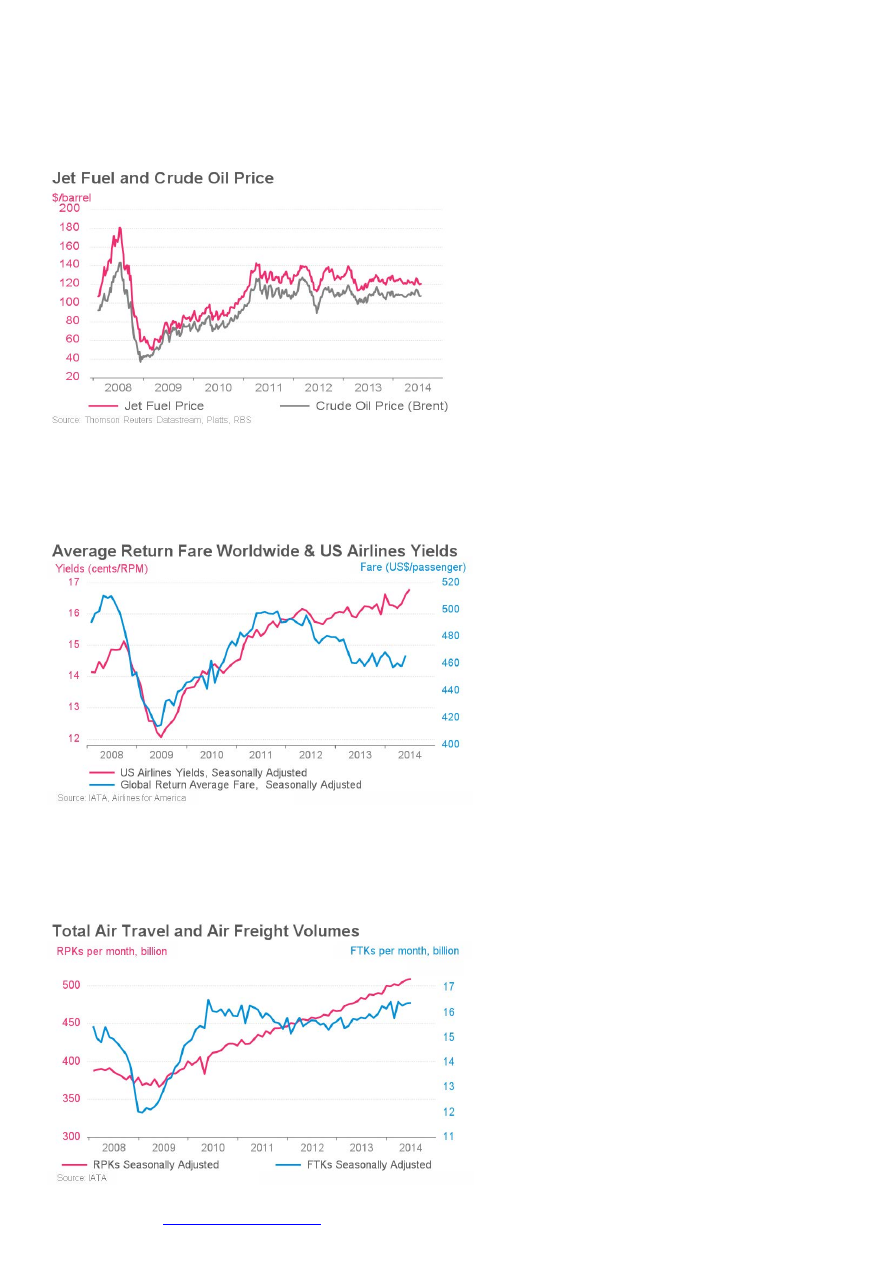 Jet Fuel and Crude Oil Price
$/barrel
200
180
160
140
120
100
80
60
40
20
2008 2009 2010 2011 2012 2013 2014
Jet Fuel Price Crude Oil Price (Brent)
Source: Thomson Reuters Datastream, Platts, RBS
Average Return Fare Worldwide & US Airlines Yields
Yields (cents/RPM) Fare (US$/passenger)
17 520
16 500
15 480
14 460
13 440
12 420
400
2008 2009 2010 2011 2012 2013 2014
US Airlines Yields, Seasonally Adjusted
Global Return Average Fare, Seasonally Adjusted
Source: IATA, Airlines for America
Total Air Travel and Air Freight Volumes
RPKs per month, billion FTKs per month, billion
500 17
450 16
400 15
350 14
300 13
12
11
2008 2009 2010 2011 2012 2013 2014
RPKs Seasonally Adjusted FTKs Seasonally Adjusted
Source: IATA